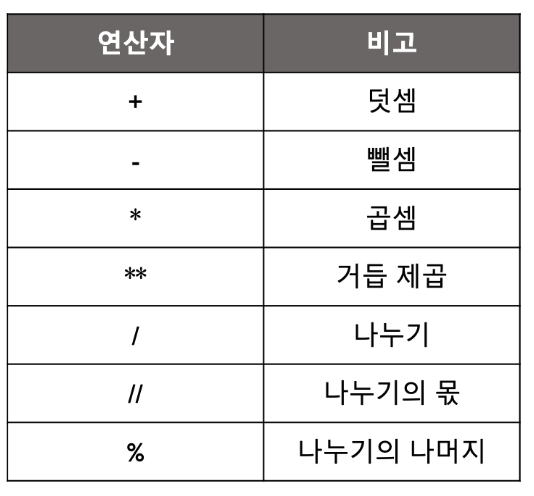 연산자 비고
+ 덧셈
- 뺄셈
* 곱셈
** 거듭 제곱
/ 나누기
// 나누기의 몫
% 나누기의 나머지